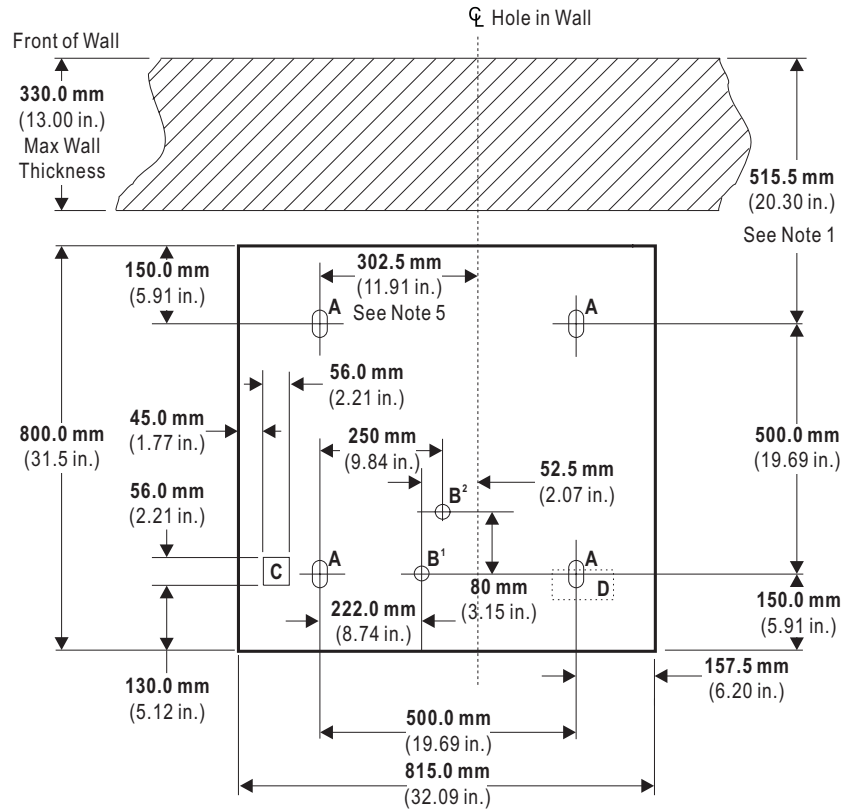 ℄ Hole in Wall
Front of Wall
330.0 mm
(13.00 in.)
Max Wall
Thickness
515.5 mm
(20.30 in.)
See Note 1
150.0 mm
(5.91 in.)
302.5 mm
(11.91 in.)
See Note 5
A
A
56.0 mm
(2.21 in.)
45.0 mm
(1.77 in.)
800.0 mm
(31.5 in.)
250 mm
(9.84 in.)
500.0 mm
(19.69 in.)
52.5 mm
(2.07 in.)
56.0 mm
(2.21 in.)
B²
C
A
B¹
A
D
80 mm
(3.15 in.)
150.0 mm
(5.91 in.)
222.0 mm
(8.74 in.)
130.0 mm
(5.12 in.)
157.5 mm
(6.20 in.)
500.0 mm
(19.69 in.)
815.0 mm
(32.09 in.)